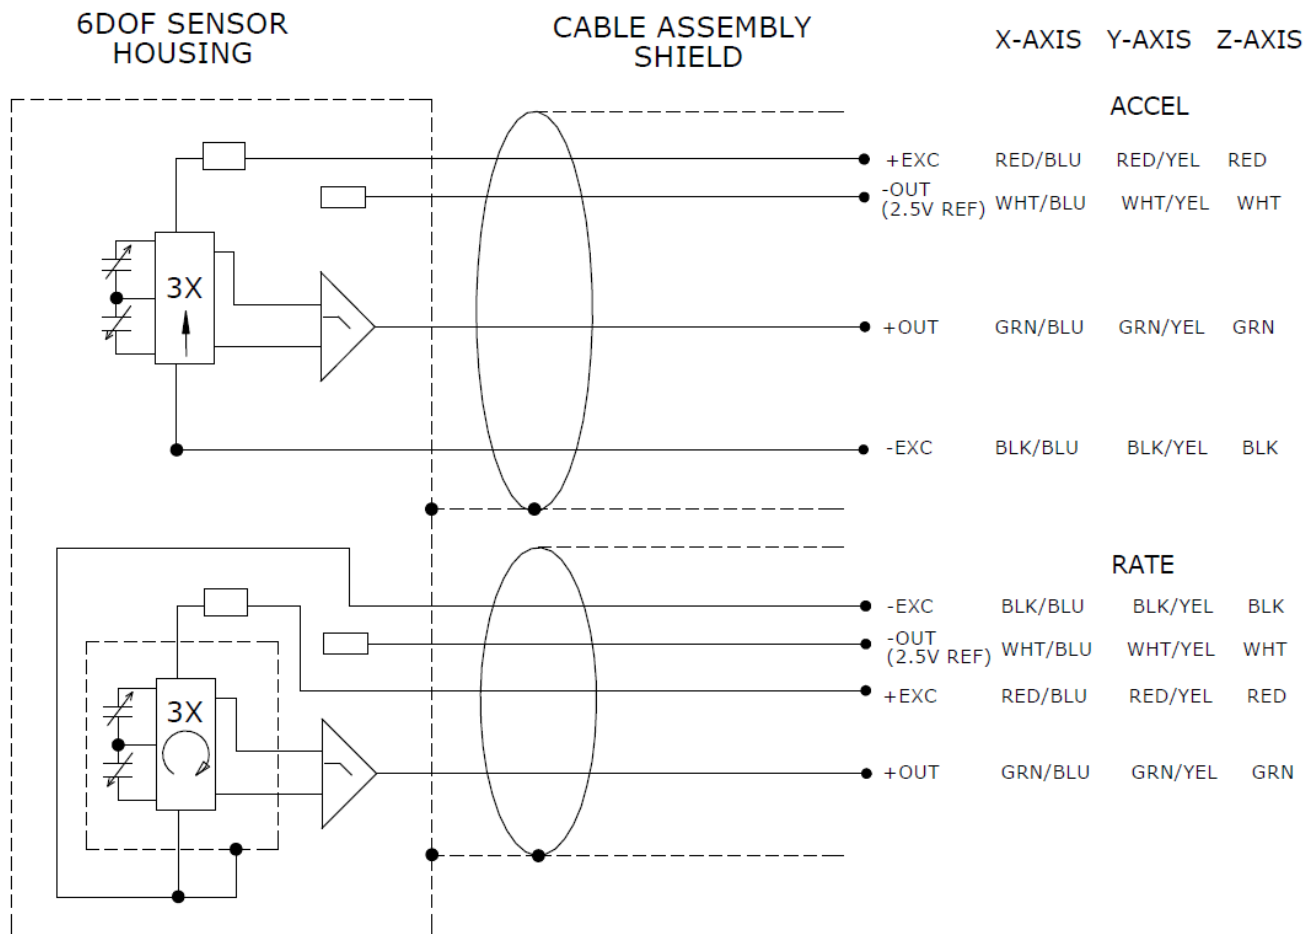 6DOF SENSOR
HOUSING
CABLE ASSEMBLY
SHIELD
X-AXIS Y-AXIS Z-AXIS
ACCEL
+EXC RED/BLU RED/YEL RED
-OUT
(2.5V REF) WHT/BLU WHT/YEL WHT
3X
+OUT GRN/BLU GRN/YEL GRN
-EXC BLK/BLU BLK/YEL BLK
RATE
-EXC BLK/BLU BLK/YEL BLK
-OUT
(2.5V REF) WHT/BLU WHT/YEL WHT
+EXC RED/BLU RED/YEL RED
3X
+OUT GRN/BLU GRN/YEL GRN